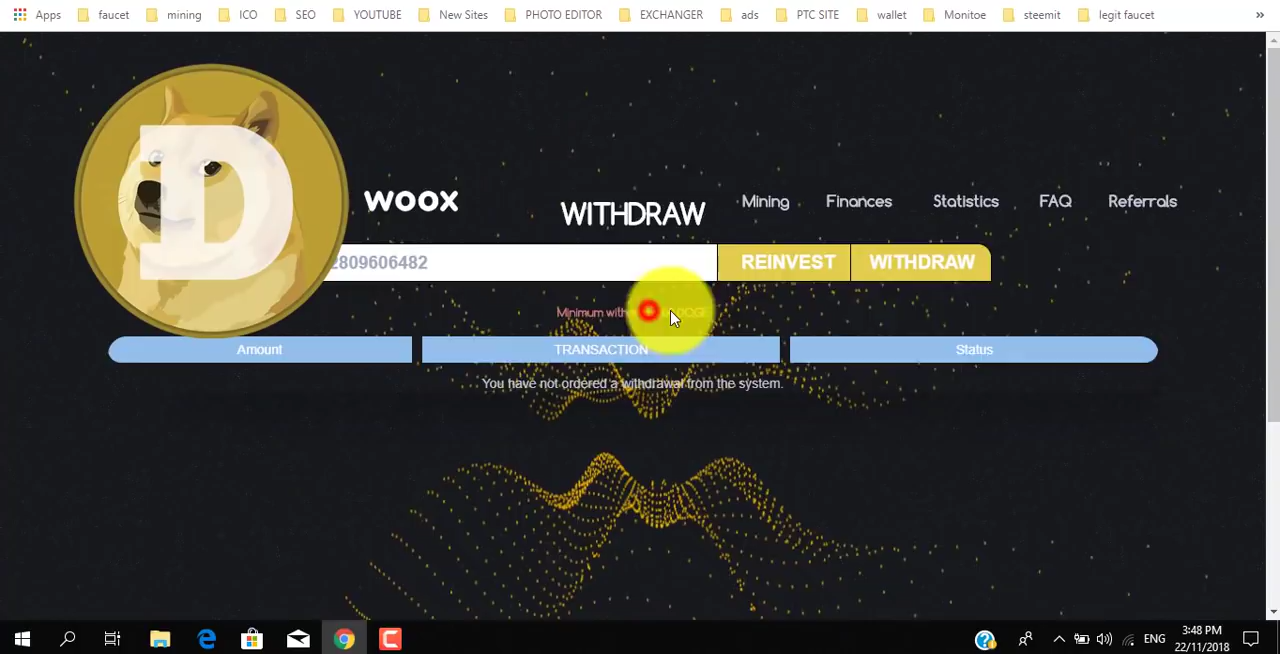 Apps faucet mining ICO SEO YOUTUBE New Sites PHOTO EDITOR EXCHANGER ads PTC SITE wallet Monitoe steemit legit faucet »
D
woox
WITHDRAW
Mining Finances Statistics FAQ Referrals
2809606482 REINVEST WITHDRAW
Minimum
Amount TRANSACTION Status
You have not ordered a withdrawal from the system.
ENG 3:48 PM
22/11/2018